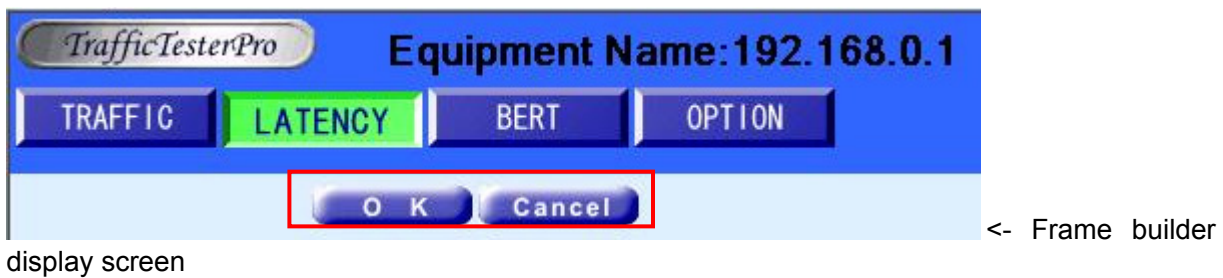 TrafficTesterPro Equipment Name:192.168.0.1
TRAFFIC LATENCY BERT OPTION
O K Cancel
<- Frame builder
display screen